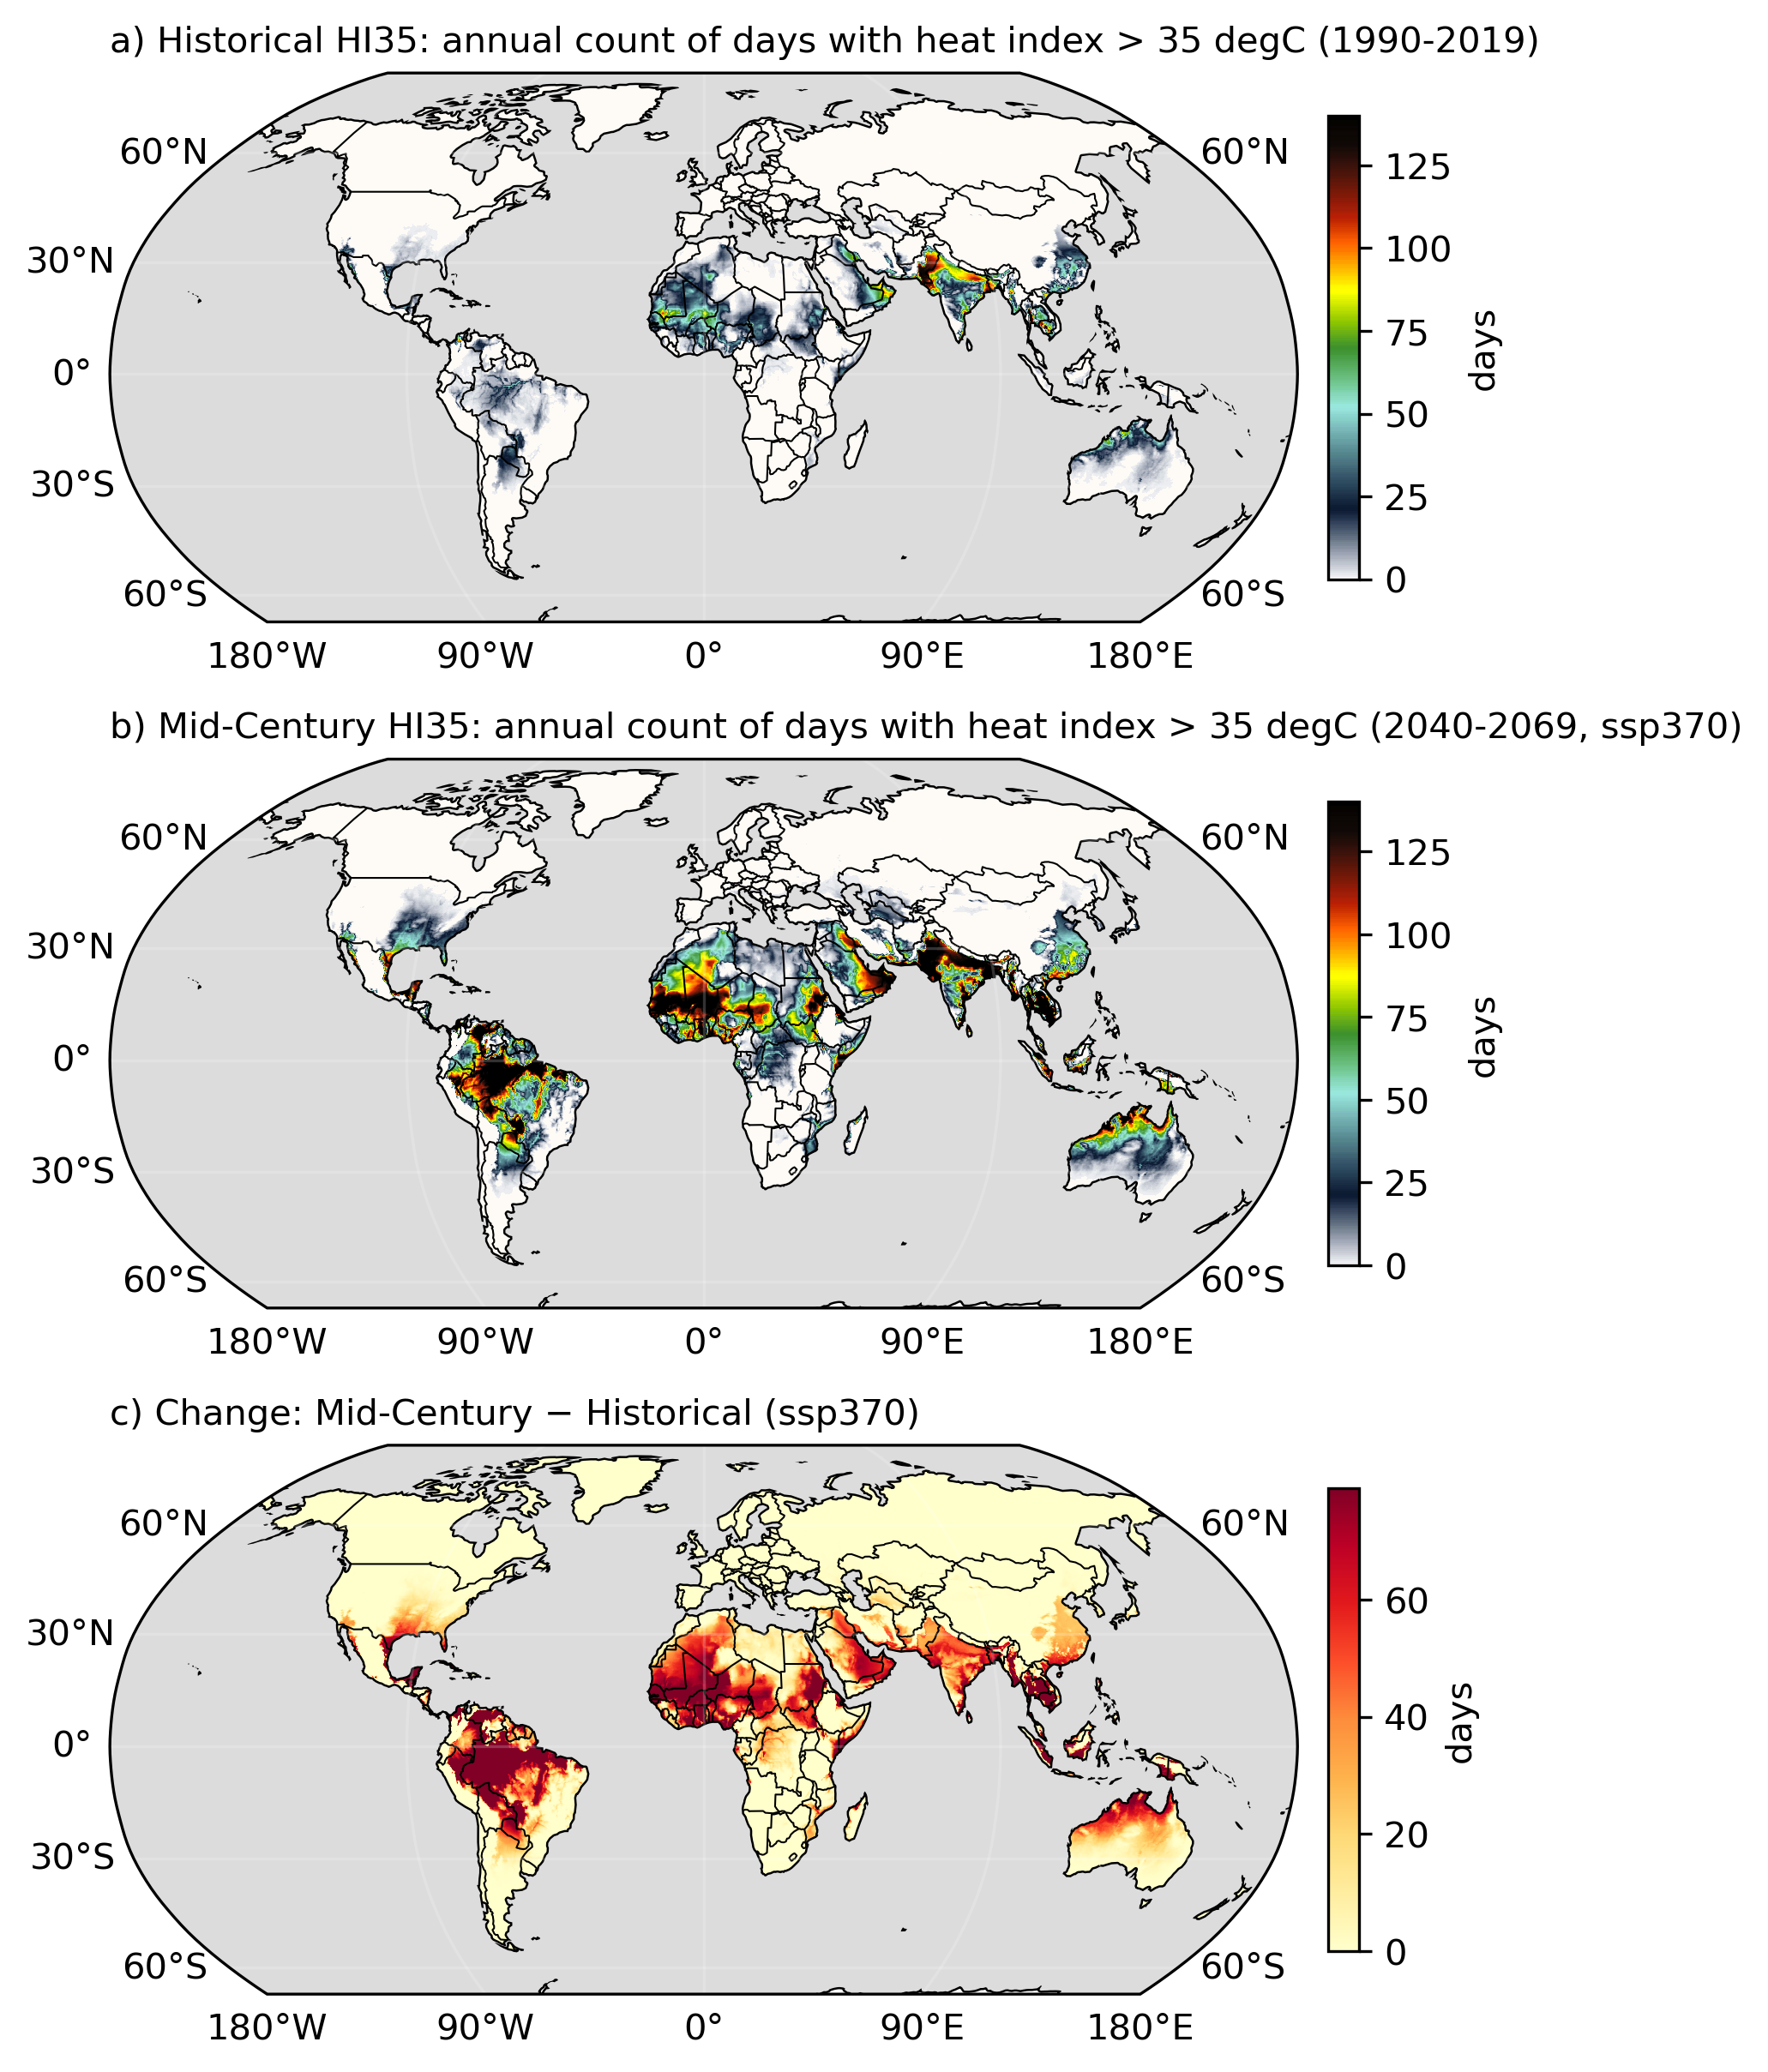 a) Historical HI35: annual count of days with heat index > 35 degC (1990-2019)
60°N
60°N
30°N
0°
30°S
60°S
60°S
180°W 90°W 0° 90°E 180°E
125
100
75
50
25
0
days
b) Mid-Century HI35: annual count of days with heat index > 35 degC (2040-2069, ssp370)
60°N
60°N
30°N
0°
30°S
60°S
60°S
180°W 90°W 0° 90°E 180°E
125
100
75
50
25
0
days
c) Change: Mid-Century − Historical (ssp370)
60°N
60°N
30°N
0°
30°S
60°S
60°S
180°W 90°W 0° 90°E 180°E
60
40
20
0
days